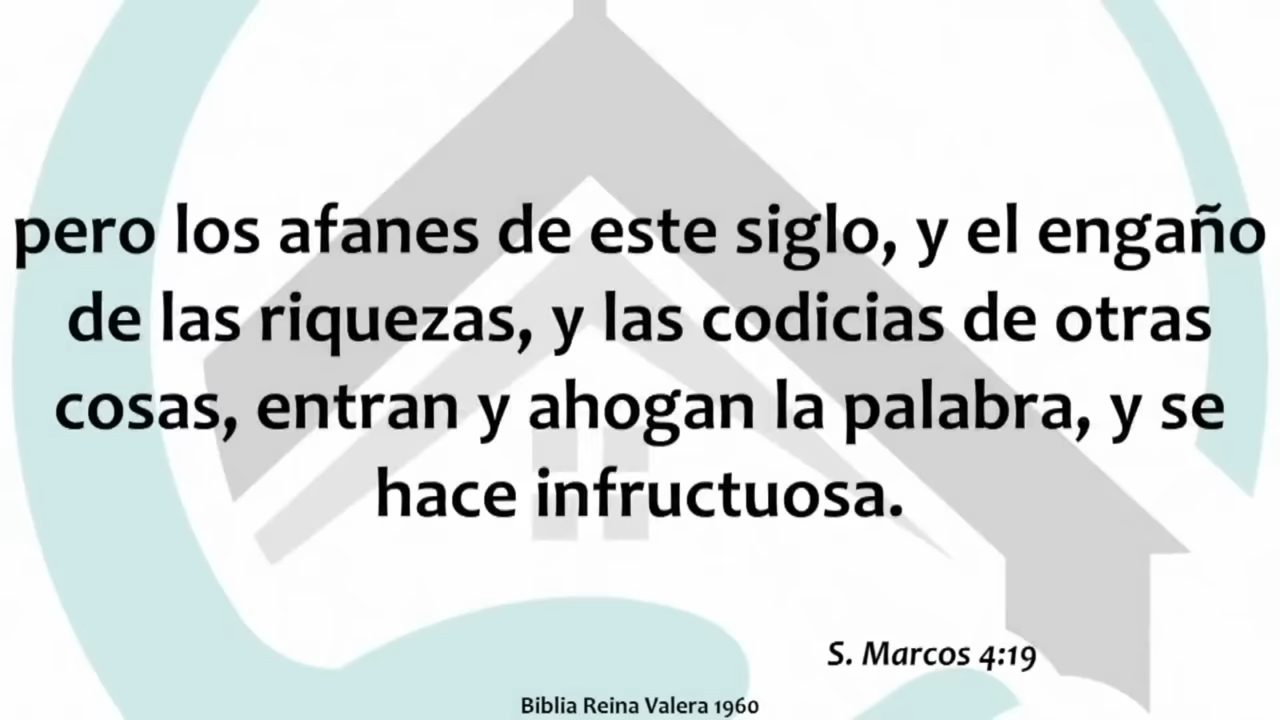 pero los afanes de este siglo, y el engaño
de las riquezas, y las codicias de otras
cosas, entran y ahogan la palabra, y se
hace infructuosa.
S. Marcos 4:19
Biblia Reina Valera 1960